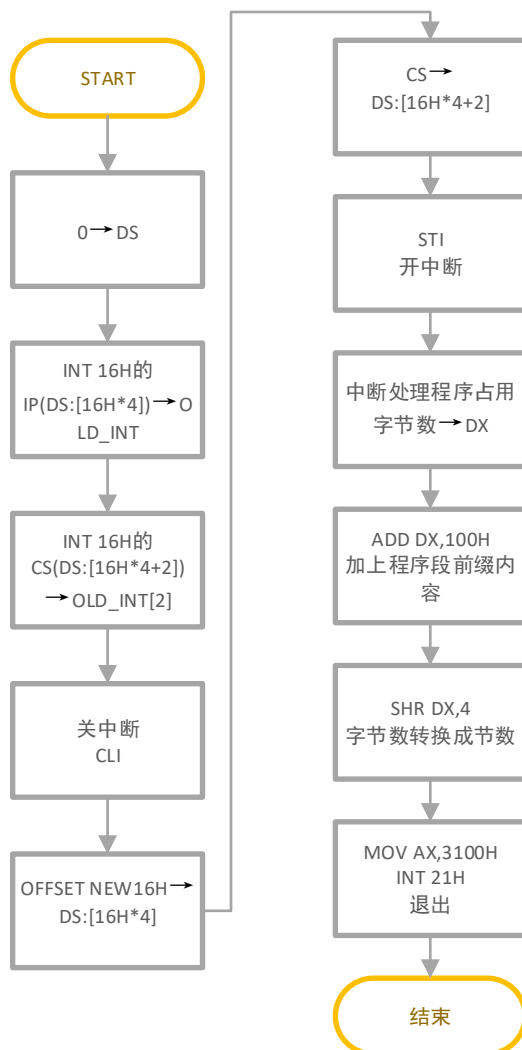 START
0→DS
INT 16H的
IP(DS:[16H*4])→O
LD_INT
INT 16H的
CS(DS:[16H*4+2])
→OLD_INT[2]
关中断
CLI
OFFSET NEW16H→
DS:[16H*4]
CS→
DS:[16H*4+2]
STI
开中断
中断处理程序占用
字节数→DX
ADD DX,100H
加上程序段前缀内
容
SHR DX,4
字节数转换成节数
MOV AX,3100H
INT 21H
退出
结束